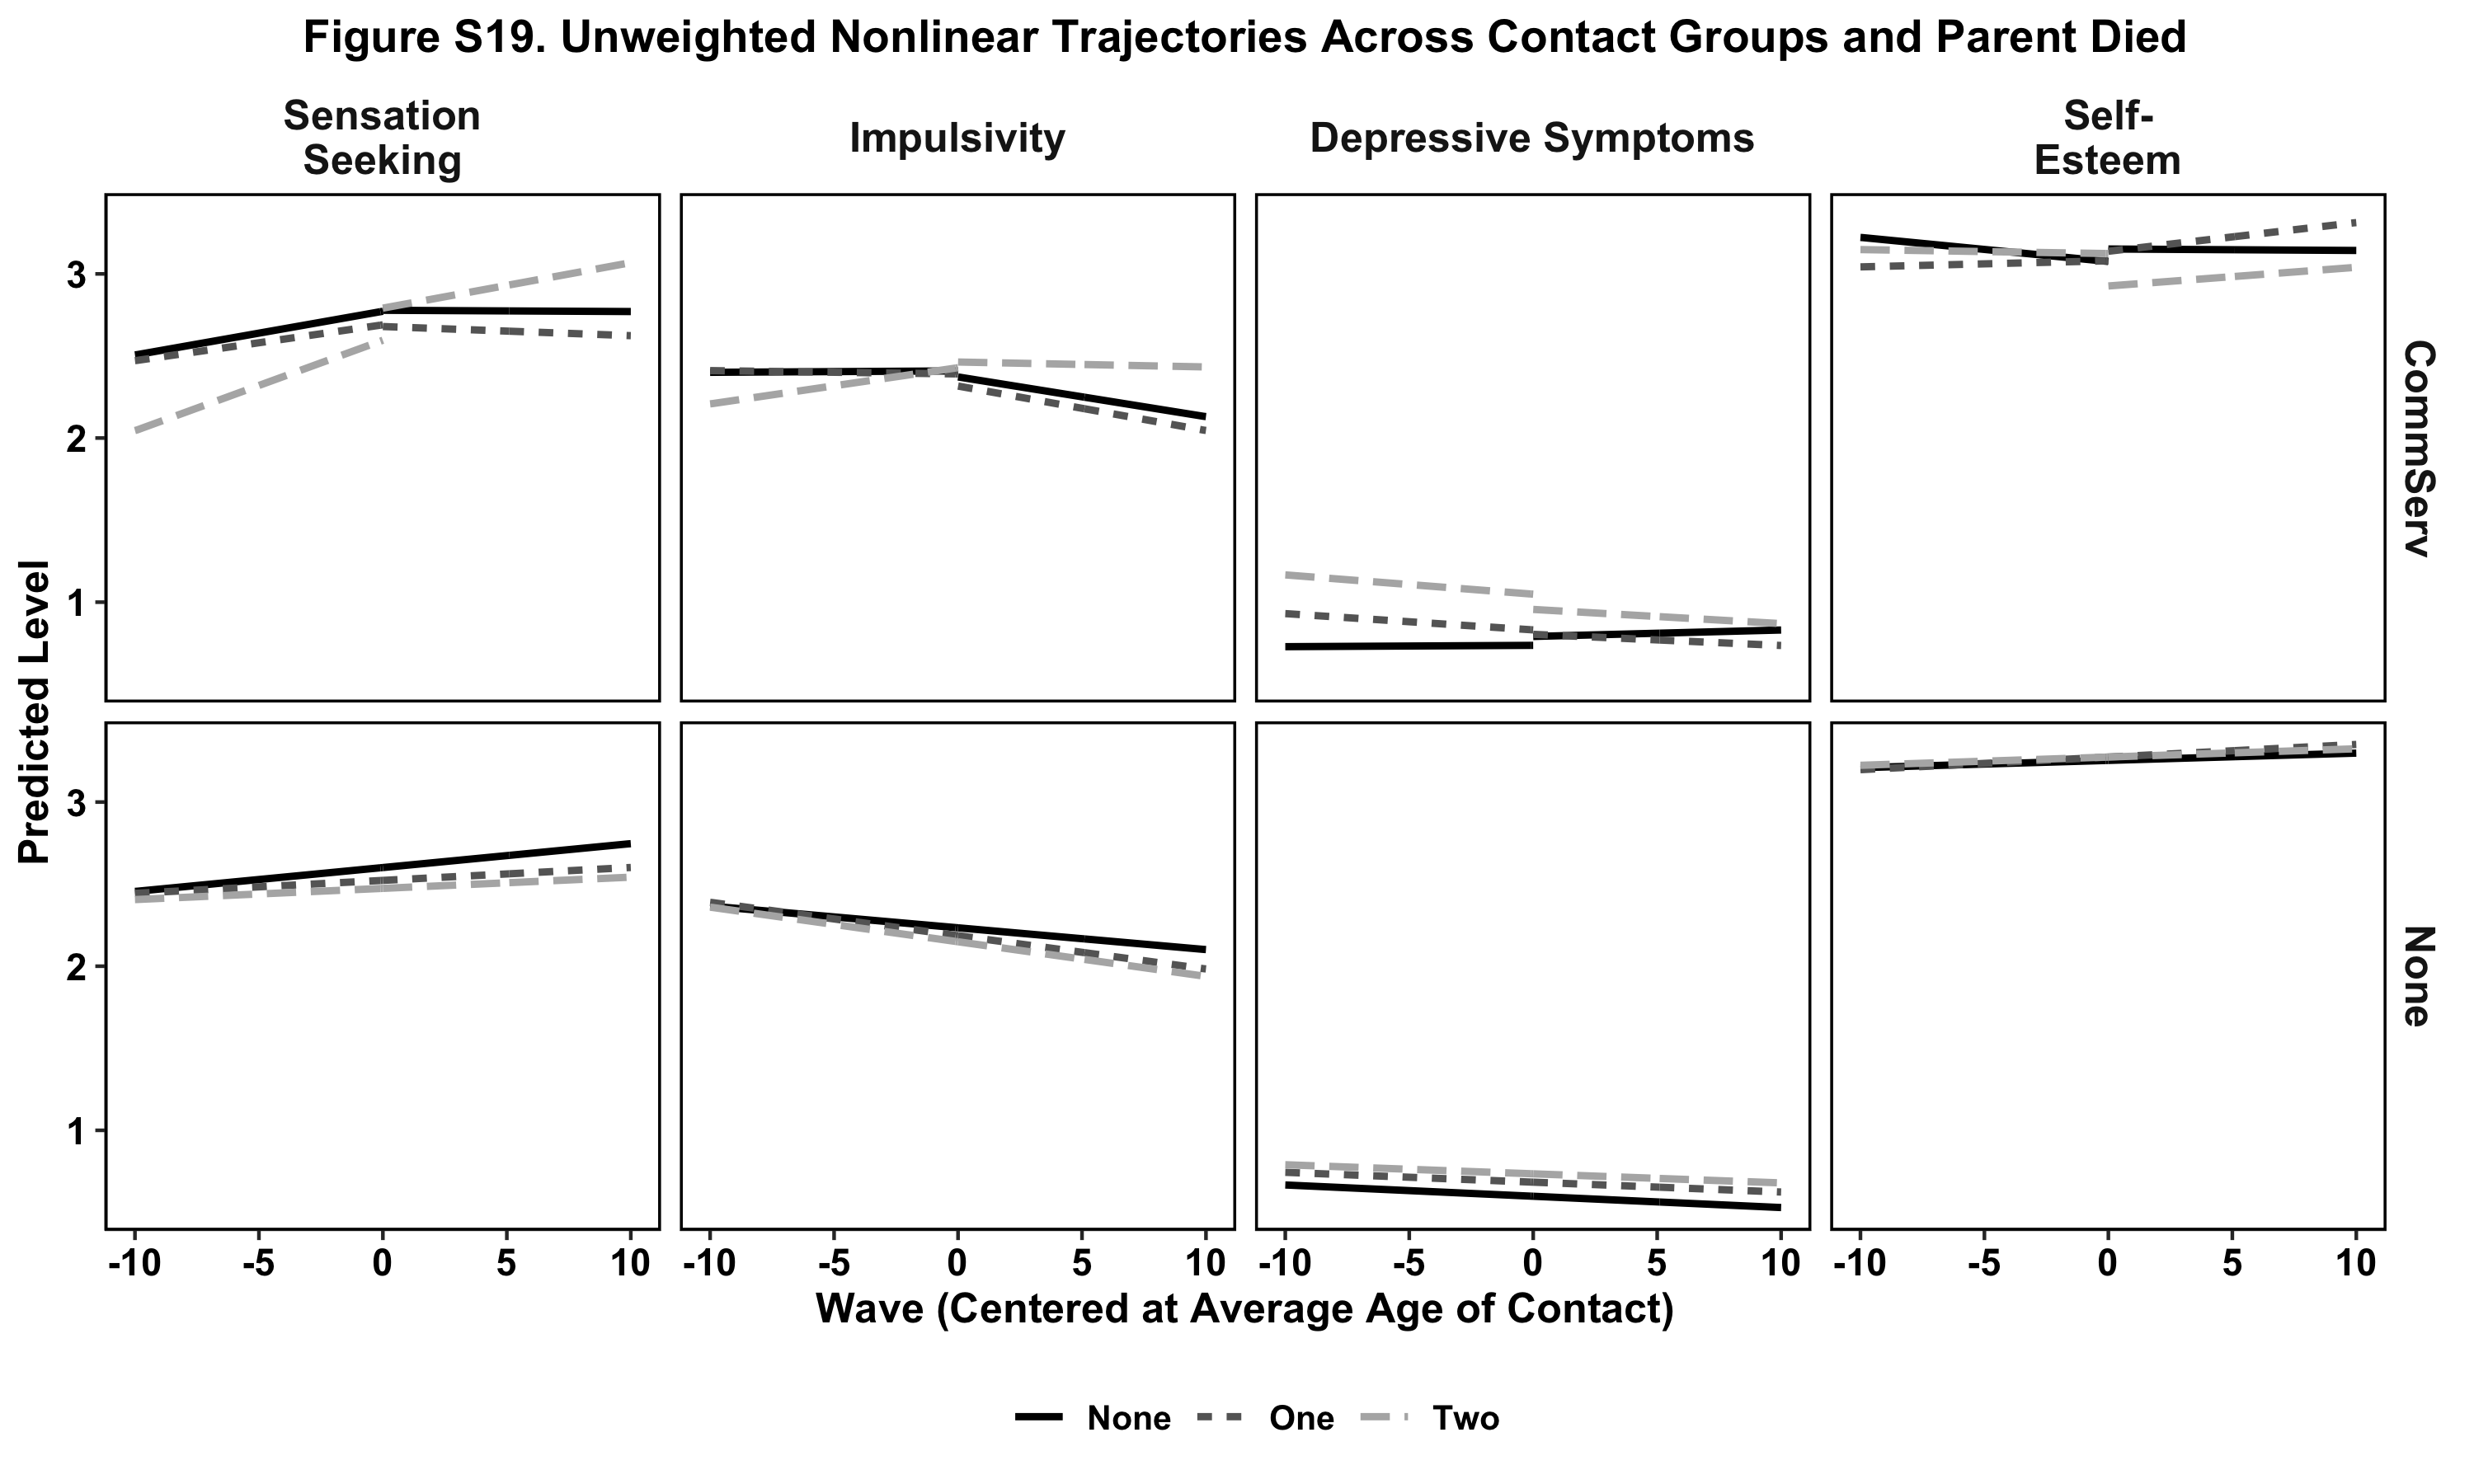 Figure S19. Unweighted Nonlinear Trajectories Across Contact Groups and Parent Died
Sensation
Seeking
Impulsivity
Depressive Symptoms
Self-
Esteem
3
2
1
CommServ
Predicted Level
3
2
1
None
-10 -5 0 5 10
-10 -5 0 5 10
-10 -5 0 5 10
-10 -5 0 5 10
Wave (Centered at Average Age of Contact)
None One Two